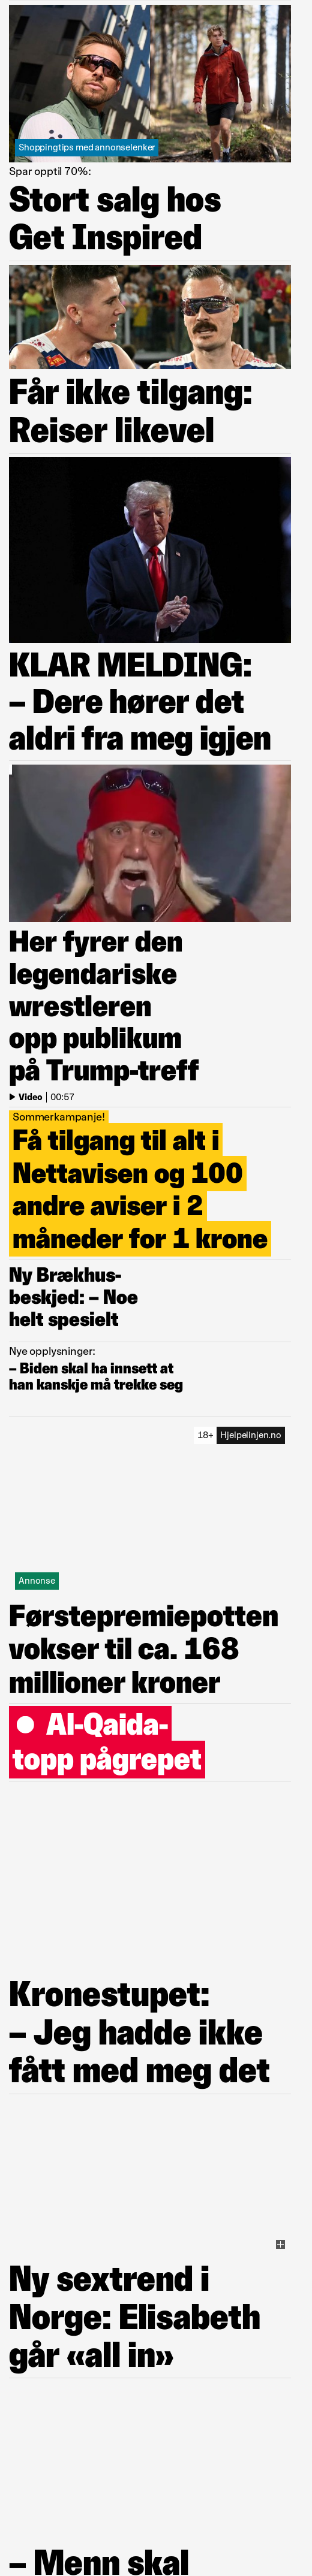 Shoppingtips med annonselenker
Spar opptil 70%:
Stort salg hos
Get Inspired
Får ikke tilgang:
Reiser likevel
KLAR MELDING:
– Dere hører det
aldri fra meg igjen
Her fyrer den
legendariske
wrestleren
opp publikum
på Trump-treff
Video | 00:57
Sommerkampanje!
Få tilgang til alt i
Nettavisen og 100
andre aviser i 2
måneder for 1 krone
Ny Brækhus-
beskjed: – Noe
helt spesielt
Nye opplysninger:
– Biden skal ha innsett at
han kanskje må trekke seg
18+ Hjelpelinjen.no
Annonse
Førstepremiepotten
vokser til ca. 168
millioner kroner
Al-Qaida-
topp pågrepet
Kronestupet:
– Jeg hadde ikke
fått med meg det
Ny sextrend i
Norge: Elisabeth
går «all in»
– Menn skal